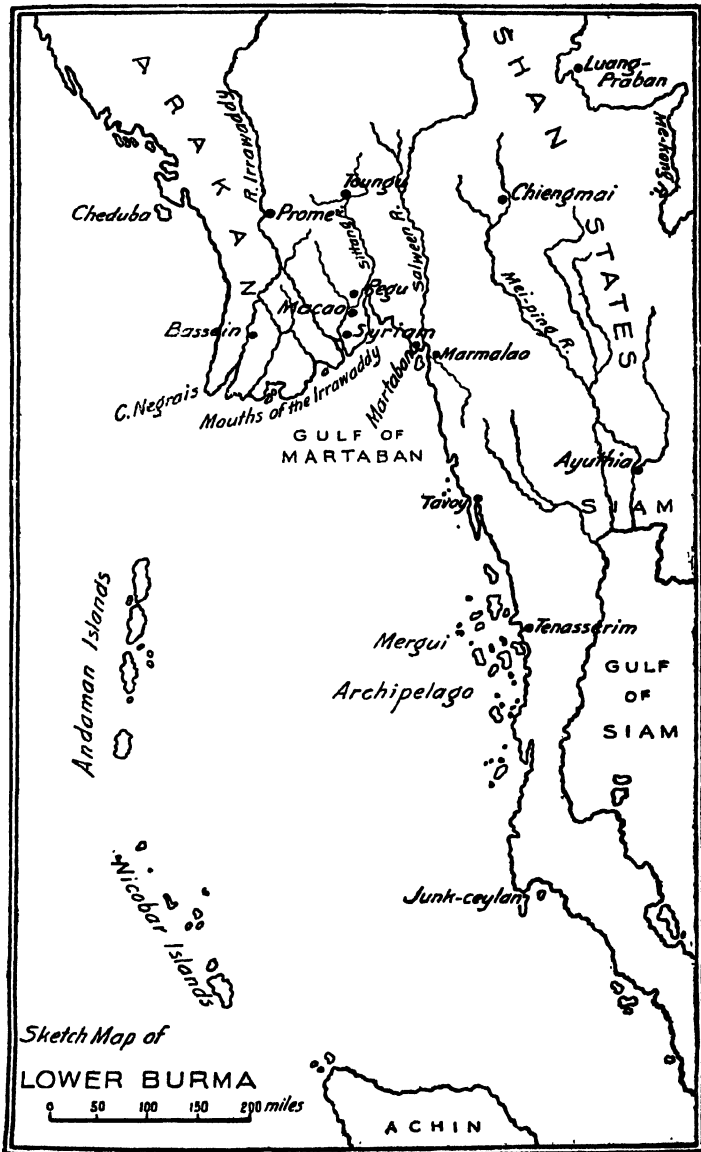 ARAKAN
SHAN
STATES
Luang-
Praban
Me-kong R.
R. Irrawaddy
Toungu
Chiengmai
Cheduba
Prome
Sittang R.
Salween R.
Pegu
Mei-ping R.
Macao
Bassein
Syriam
Marmalao
Martaban
C. Negrais
Mouths of the Irrawaddy
GULF OF
MARTABAN
Ayuthia
Tavoy
SIAM
Andaman Islands
Tenasserim
Mergui
Archipelago
GULF
OF
SIAM
Junk-ceylan
Nicobar Islands
Sketch Map of
LOWER BURMA
0 50 100 150 200 miles
ACHIN